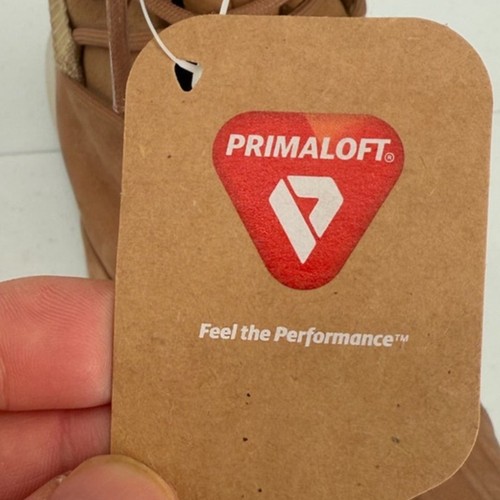 PRIMALOFT®
Feel the Performance™